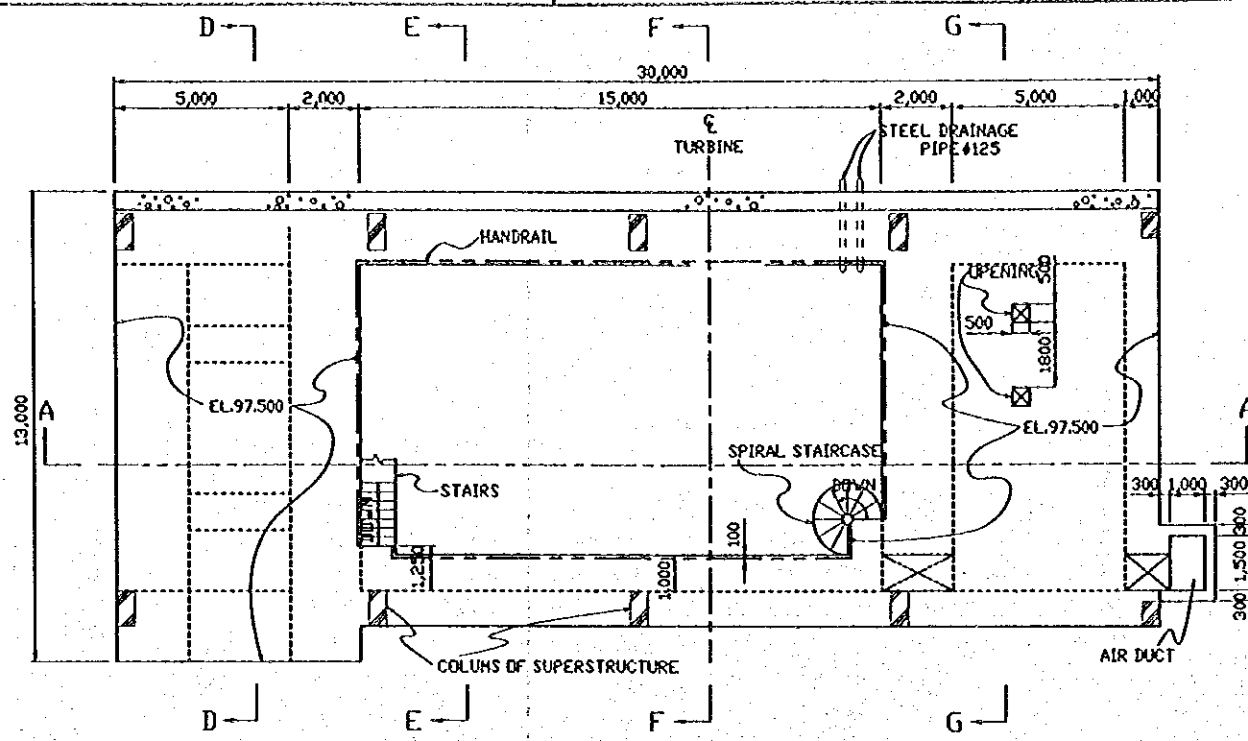 D E F G
30,000
5,000 2,000 15,000 2,000 5,000 1,000
℄
TURBINE
STEEL DRAINAGE
PIPE φ125
HANDRAIL
OPENING
500
500
1800
13,000
A A
EL.97.500
EL.97.500
SPIRAL STAIRCASE
DOWN
STAIRS
DOWN
300 1,000 300
300
1,500
300
100
1,250
1,000
COLUMS OF SUPERSTRUCTURE
AIR DUCT
D E F G